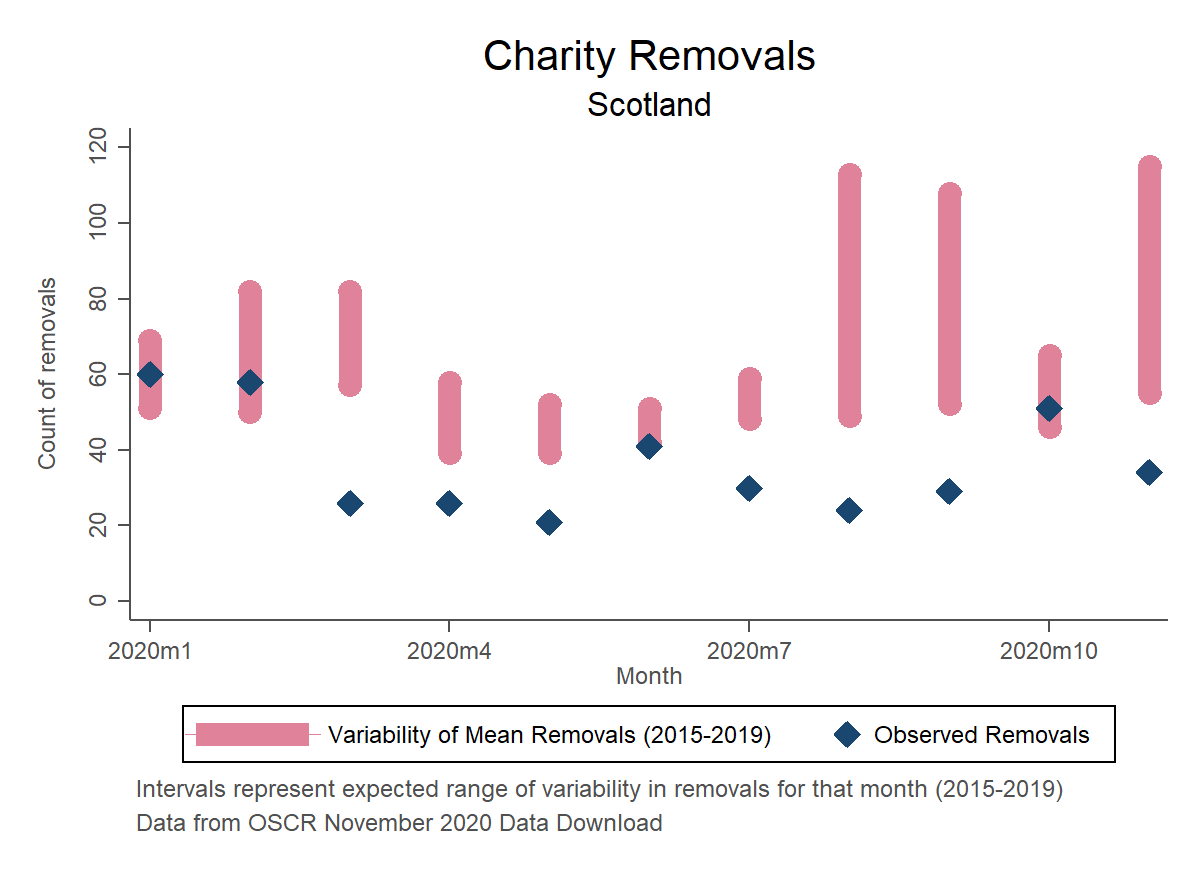 Charity Removals
Scotland
Count of removals
120
100
80
60
40
20
0
2020m1 2020m4 2020m7 2020m10
Month
Variability of Mean Removals (2015-2019) Observed Removals
Intervals represent expected range of variability in removals for that month (2015-2019)
Data from OSCR November 2020 Data Download